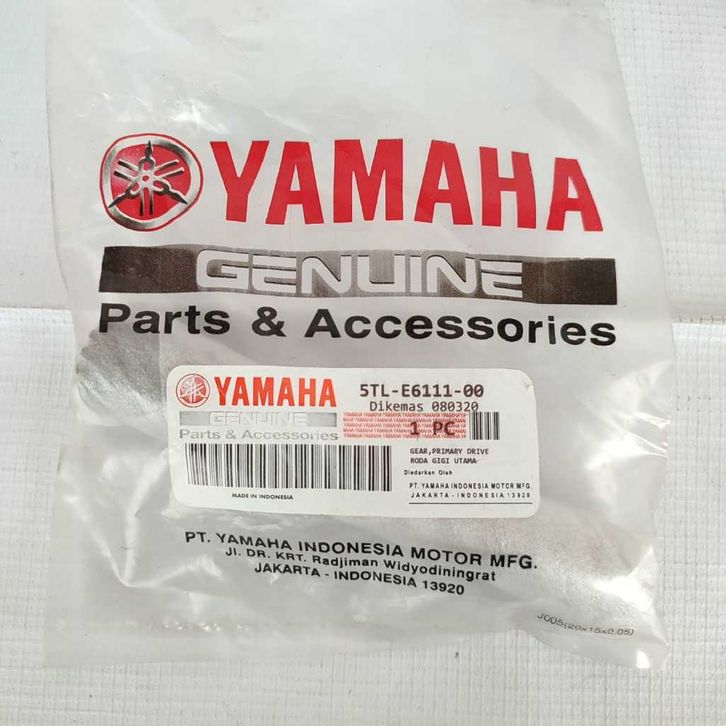 YAMAHA
GENUINE
Parts & Accessories
YAMAHA
GENUINE
Parts & Accessories
MADE IN INDONESIA
5TL-E6111-00
Dikemas 080320
1 PC
GEAR,PRIMARY DRIVE
RODA GIGI UTAMA
Diedarkan Oleh
PT. YAMAHA INDONESIA MOTOR MFG.
JAKARTA - INDONESIA 13920
PT. YAMAHA INDONESIA MOTOR MFG.
Jl. DR. KRT. Radjiman Widyodiningrat
JAKARTA - INDONESIA 13920
J005(20x15x0.05)